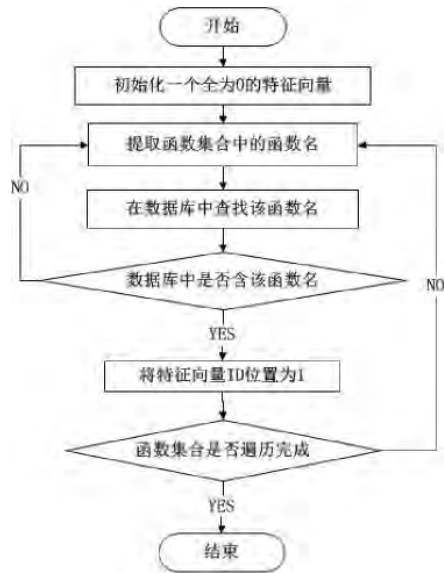 开始
初始化一个全为0的特征向量
提取函数集合中的函数名
NO
在数据库中查找该函数名
数据库中是否含该函数名
NO
YES
将特征向量ID位置为1
函数集合是否遍历完成
YES
结束